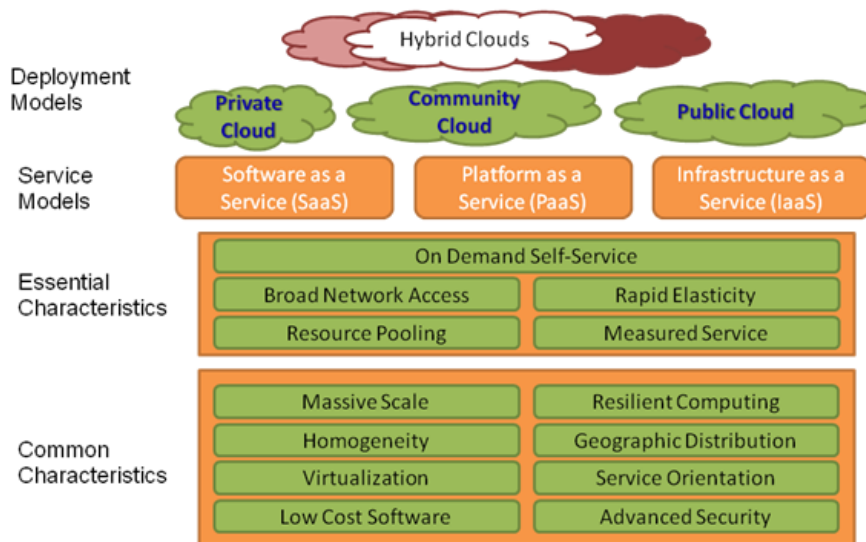 Hybrid Clouds
Deployment
Models
Private
Cloud
Community
Cloud
Public Cloud
Service
Models
Software as a
Service (SaaS)
Platform as a
Service (PaaS)
Infrastructure as a
Service (IaaS)
Essential
Characteristics
On Demand Self-Service
Broad Network Access
Rapid Elasticity
Resource Pooling
Measured Service
Common
Characteristics
Massive Scale
Resilient Computing
Homogeneity
Geographic Distribution
Virtualization
Service Orientation
Low Cost Software
Advanced Security